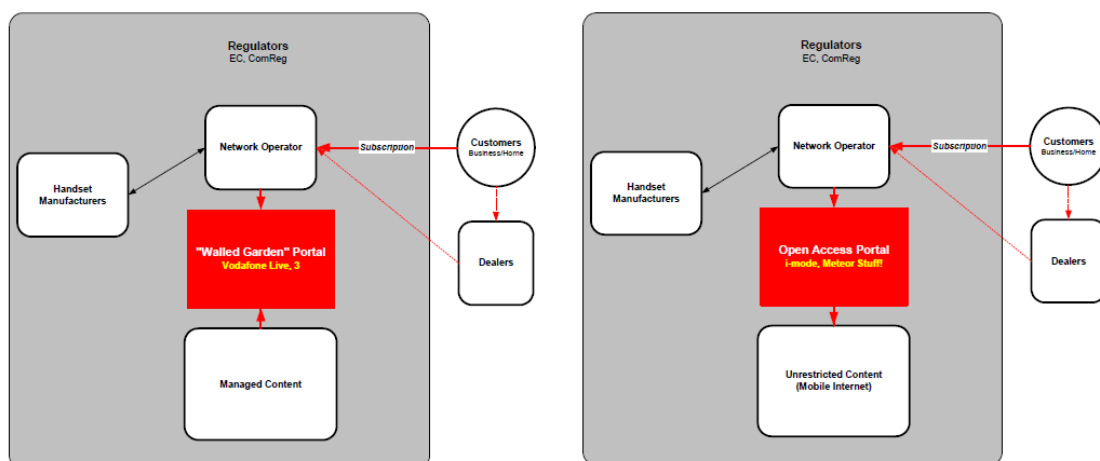 Regulators
EC, ComReg
Network Operator
Subscription
Customers
Business/Home
Handset
Manufacturers
"Walled Garden" Portal
Vodafone Live, 3
Dealers
Managed Content
Regulators
EC, ComReg
Network Operator
Subscription
Customers
Business/Home
Handset
Manufacturers
Open Access Portal
i-mode, Meteor Stuff!
Dealers
Unrestricted Content
(Mobile Internet)